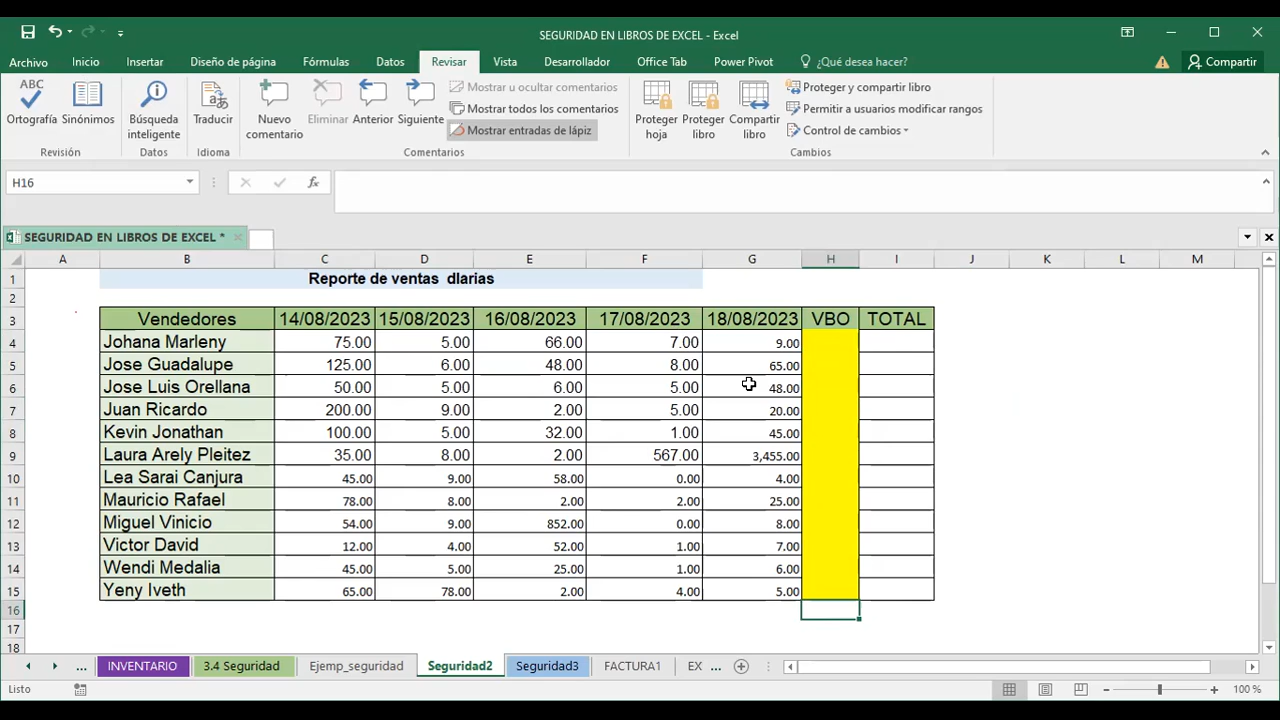 SEGURIDAD EN LIBROS DE EXCEL - Excel
Archivo Inicio Insertar Diseño de página Fórmulas Datos Revisar Vista Desarrollador Office Tab Power Pivot ¿Qué desea hacer? Compartir
ABC
Ortografía Sinónimos
Búsqueda inteligente
Traducir
Nuevo comentario
Eliminar Anterior Siguiente
Mostrar u ocultar comentarios
Mostrar todos los comentarios
Mostrar entradas de lápiz
Proteger hoja
Proteger libro
Compartir libro
Proteger y compartir libro
Permitir a usuarios modificar rangos
Control de cambios
Revisión Datos Idioma Comentarios Cambios
H16 fx
SEGURIDAD EN LIBROS DE EXCEL *
A B C D E F G H I J K L M
1 Reporte de ventas dIarias
2
3 Vendedores 14/08/2023 15/08/2023 16/08/2023 17/08/2023 18/08/2023 VBO TOTAL
4 Johana Marleny 75.00 5.00 66.00 7.00 9.00
5 Jose Guadalupe 125.00 6.00 48.00 8.00 65.00
6 Jose Luis Orellana 50.00 5.00 6.00 5.00 48.00
7 Juan Ricardo 200.00 9.00 2.00 5.00 20.00
8 Kevin Jonathan 100.00 5.00 32.00 1.00 45.00
9 Laura Arely Pleitez 35.00 8.00 2.00 567.00 3,455.00
10 Lea Sarai Canjura 45.00 9.00 58.00 0.00 4.00
11 Mauricio Rafael 78.00 8.00 2.00 2.00 25.00
12 Miguel Vinicio 54.00 9.00 852.00 0.00 8.00
13 Victor David 12.00 4.00 52.00 1.00 7.00
14 Wendi Medalia 45.00 5.00 25.00 1.00 6.00
15 Yeny Iveth 65.00 78.00 2.00 4.00 5.00
16
17
18
... INVENTARIO 3.4 Seguridad Ejemp_seguridad Seguridad2 Seguridad3 FACTURA1 EX ...
Listo 100 %